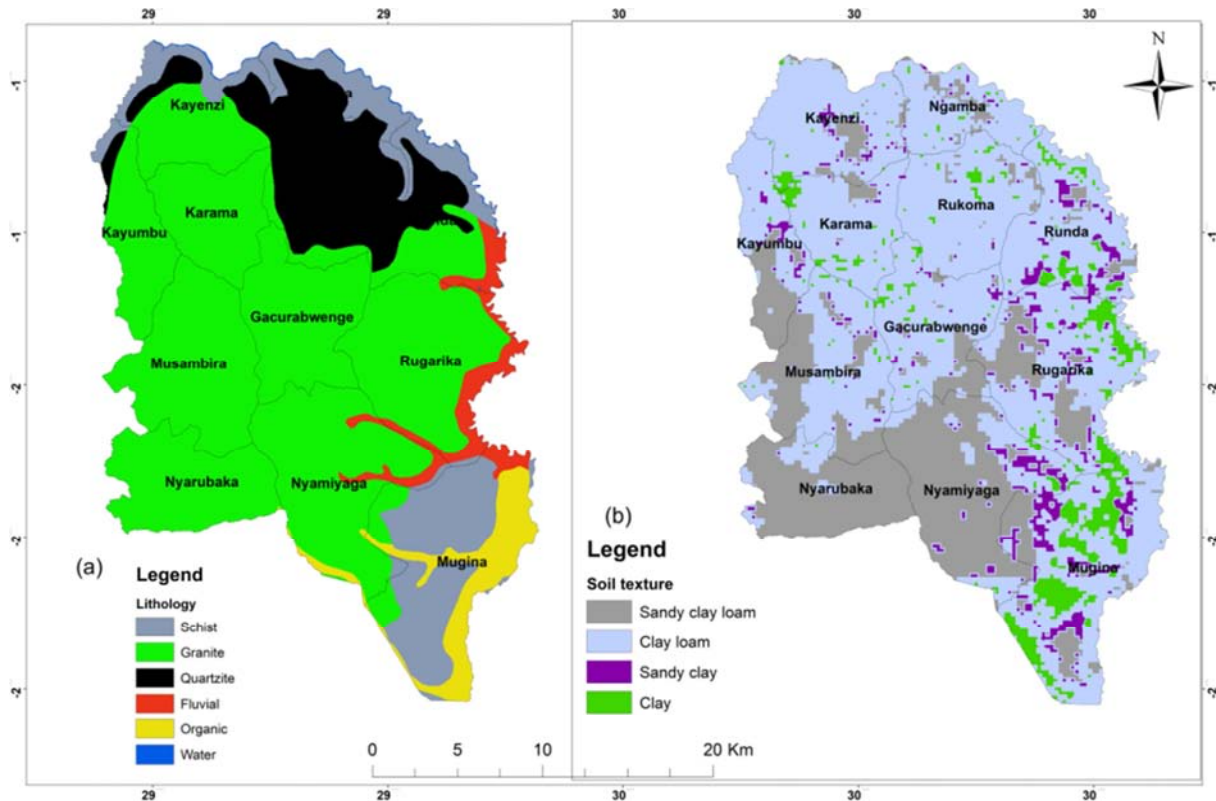 29
29
30
30
30
-1
-1
-2
-2
-2
Kayenzi
Karama
Kayumbu
Gacurabwenge
Musambira
Rugarika
Nyarubaka
Nyamiyaga
Mugina
(a)
Legend
Lithology
Schist
Granite
Quartzite
Fluvial
Organic
Water
0 5 10 20 Km
29
29
N
Kayenzi
Ngamba
Rukoma
Karama
Kayumbu
Runda
Gacurabwenge
Musambira
Rugarika
Nyarubaka
Nyamiyaga
Mugina
(b)
Legend
Soil texture
Sandy clay loam
Clay loam
Sandy clay
Clay
-1
-1
-2
-2
-2
30
30
30